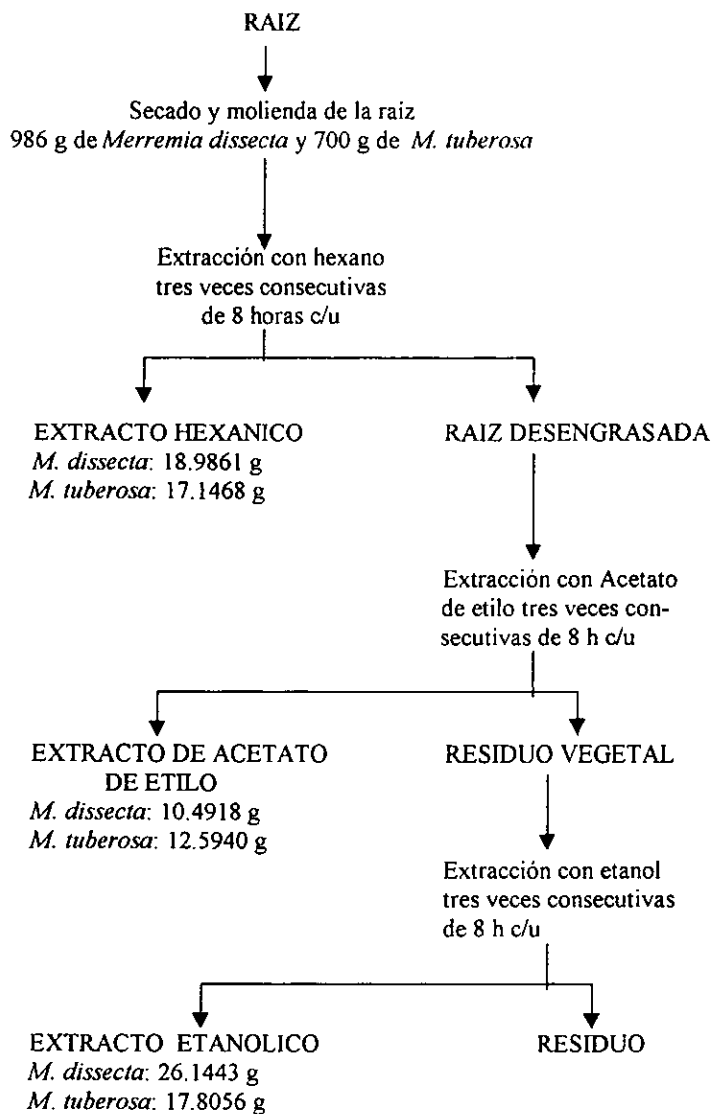 RAIZ
Secado y molienda de la raiz
986 g de Merremia dissecta y 700 g de M. tuberosa
Extracción con hexano
tres veces consecutivas
de 8 horas c/u
EXTRACTO HEXANICO
M. dissecta: 18.9861 g
M. tuberosa: 17.1468 g
RAIZ DESENGRASADA
Extracción con Acetato
de etilo tres veces con-
secutivas de 8 h c/u
EXTRACTO DE ACETATO
DE ETILO
M. dissecta: 10.4918 g
M. tuberosa: 12.5940 g
RESIDUO VEGETAL
Extracción con etanol
tres veces consecutivas
de 8 h c/u
EXTRACTO ETANOLICO
M. dissecta: 26.1443 g
M. tuberosa: 17.8056 g
RESIDUO